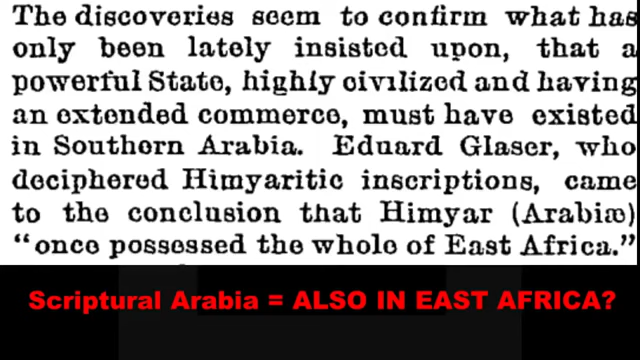 The discoveries seem to confirm what has
only been lately insisted upon, that a
powerful State, highly civilized and having
an extended commerce, must have existed
in Southern Arabia. Eduard Glaser, who
deciphered Himyaritic inscriptions, came
to the conclusion that Himyar (Arabiæ)
“once possessed the whole of East Africa.”
Scriptural Arabia = ALSO IN EAST AFRICA?